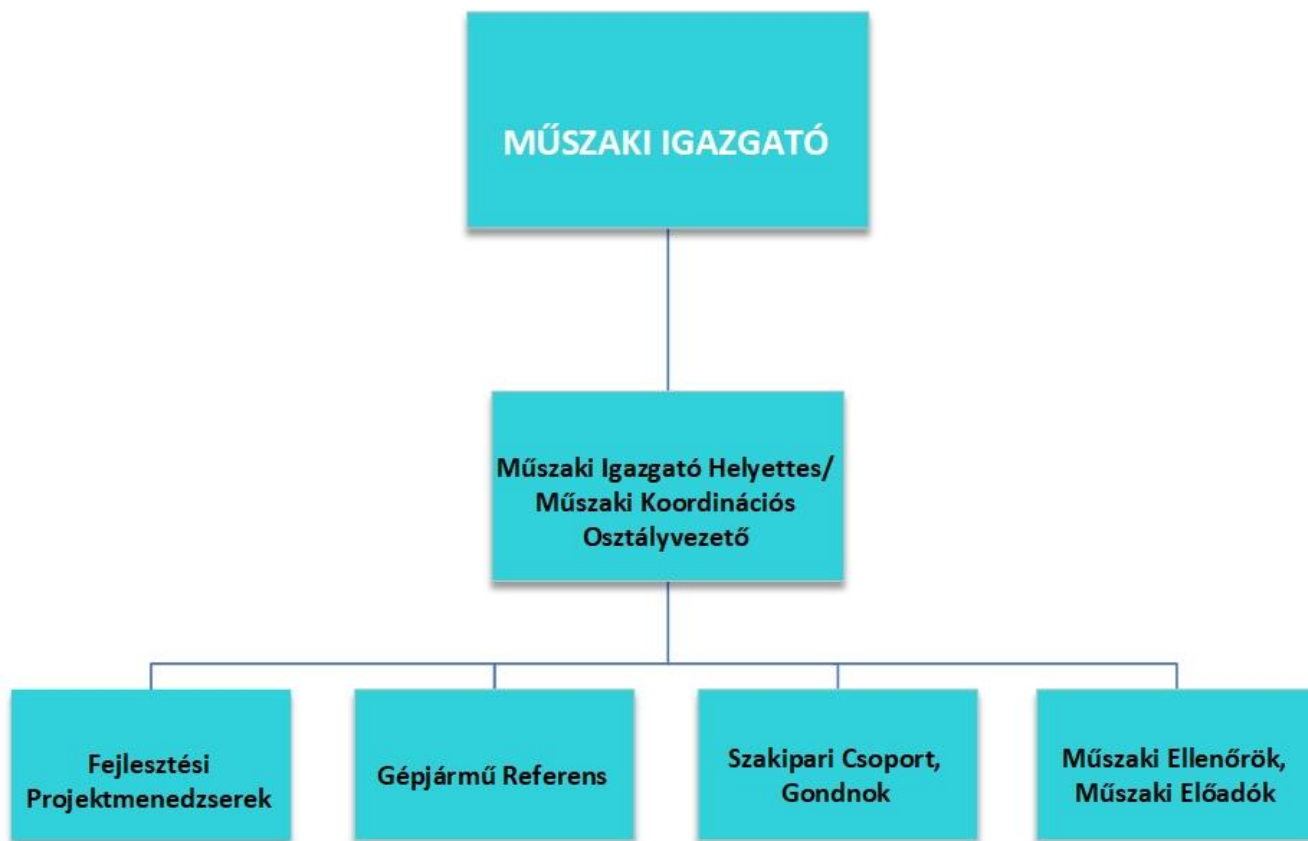 MŰSZAKI IGAZGATÓ
Műszaki Igazgató Helyettes/
Műszaki Koordinációs
Osztályvezető
Fejlesztési
Projektmenedzserek
Gépjármű Referens
Szakipari Csoport,
Gondnok
Műszaki Ellenőrök,
Műszaki Előadók